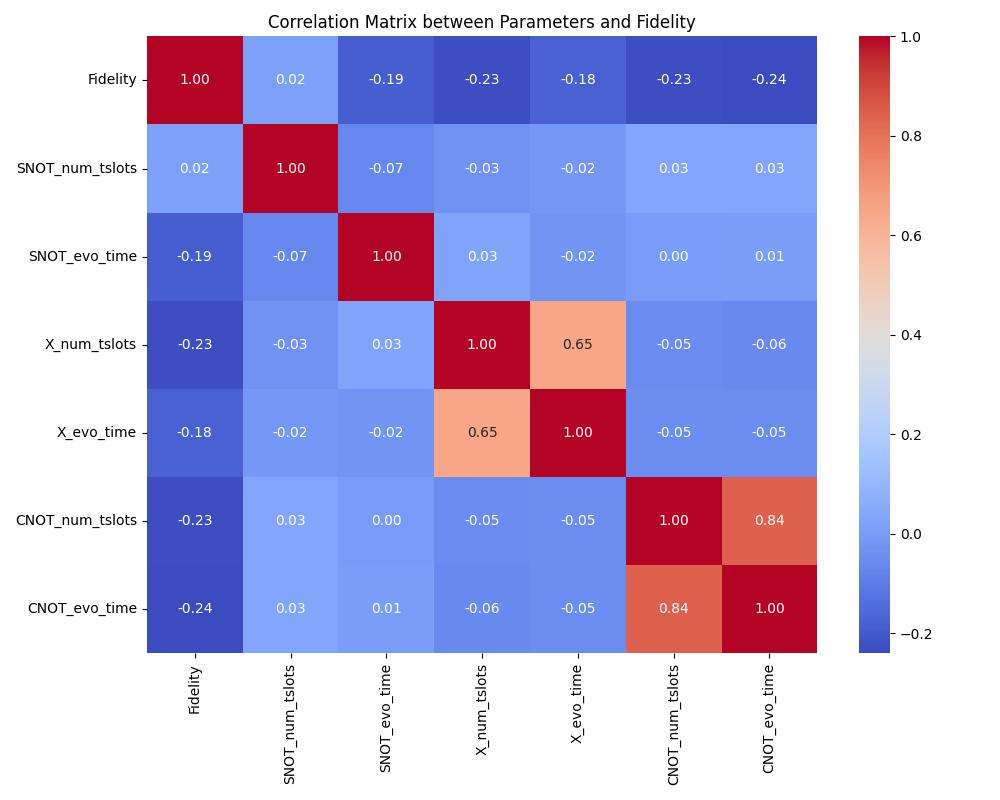 Correlation Matrix between Parameters and Fidelity
Fidelity 1.00 0.02 -0.19 -0.23 -0.18 -0.23 -0.24
SNOT_num_tslots 0.02 1.00 -0.07 -0.03 -0.02 0.03 0.03
SNOT_evo_time -0.19 -0.07 1.00 0.03 -0.02 0.00 0.01
X_num_tslots -0.23 -0.03 0.03 1.00 0.65 -0.05 -0.06
X_evo_time -0.18 -0.02 -0.02 0.65 1.00 -0.05 -0.05
CNOT_num_tslots -0.23 0.03 0.00 -0.05 -0.05 1.00 0.84
CNOT_evo_time -0.24 0.03 0.01 -0.06 -0.05 0.84 1.00
Fidelity
SNOT_num_tslots
SNOT_evo_time
X_num_tslots
X_evo_time
CNOT_num_tslots
CNOT_evo_time
1.0
0.8
0.6
0.4
0.2
0.0
−0.2